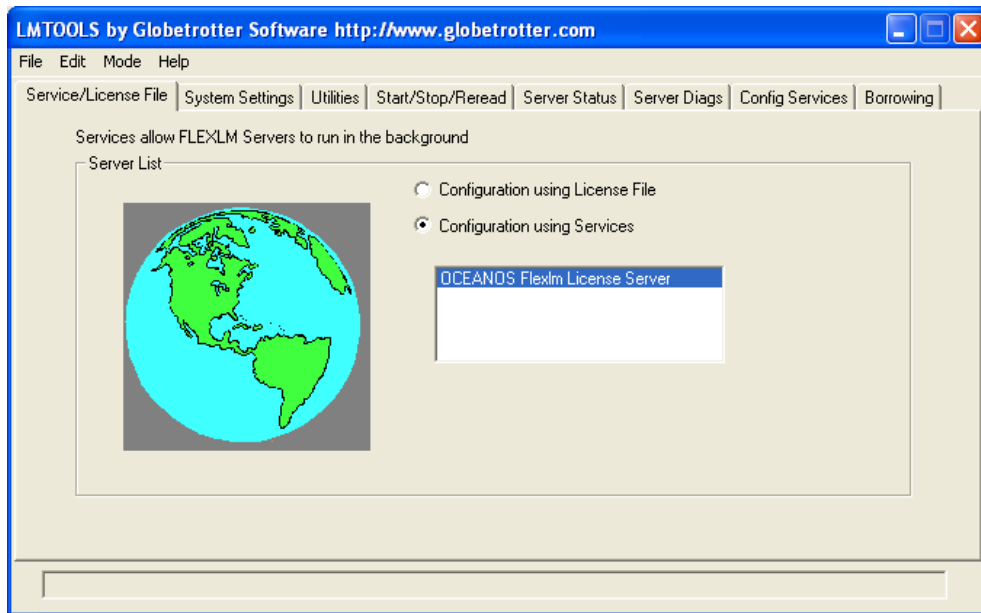 LMTOOLS by Globetrotter Software http://www.globetrotter.com
File Edit Mode Help
Service/License File System Settings Utilities Start/Stop/Reread Server Status Server Diags Config Services Borrowing
Services allow FLEXLM Servers to run in the background
Server List
Configuration using License File
Configuration using Services
OCEANOS Flexlm License Server